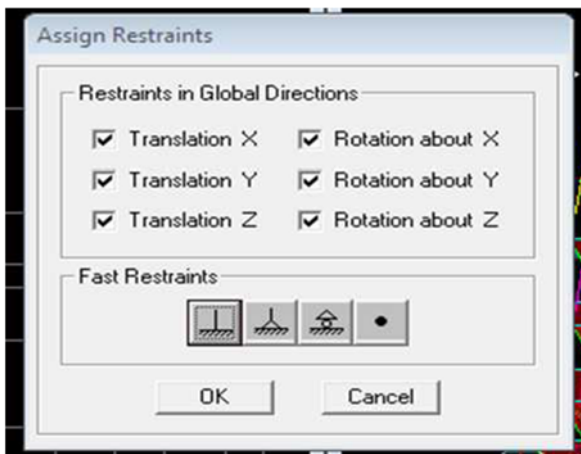 Assign Restraints
Restraints in Global Directions
Translation X Rotation about X
Translation Y Rotation about Y
Translation Z Rotation about Z
Fast Restraints
OK Cancel